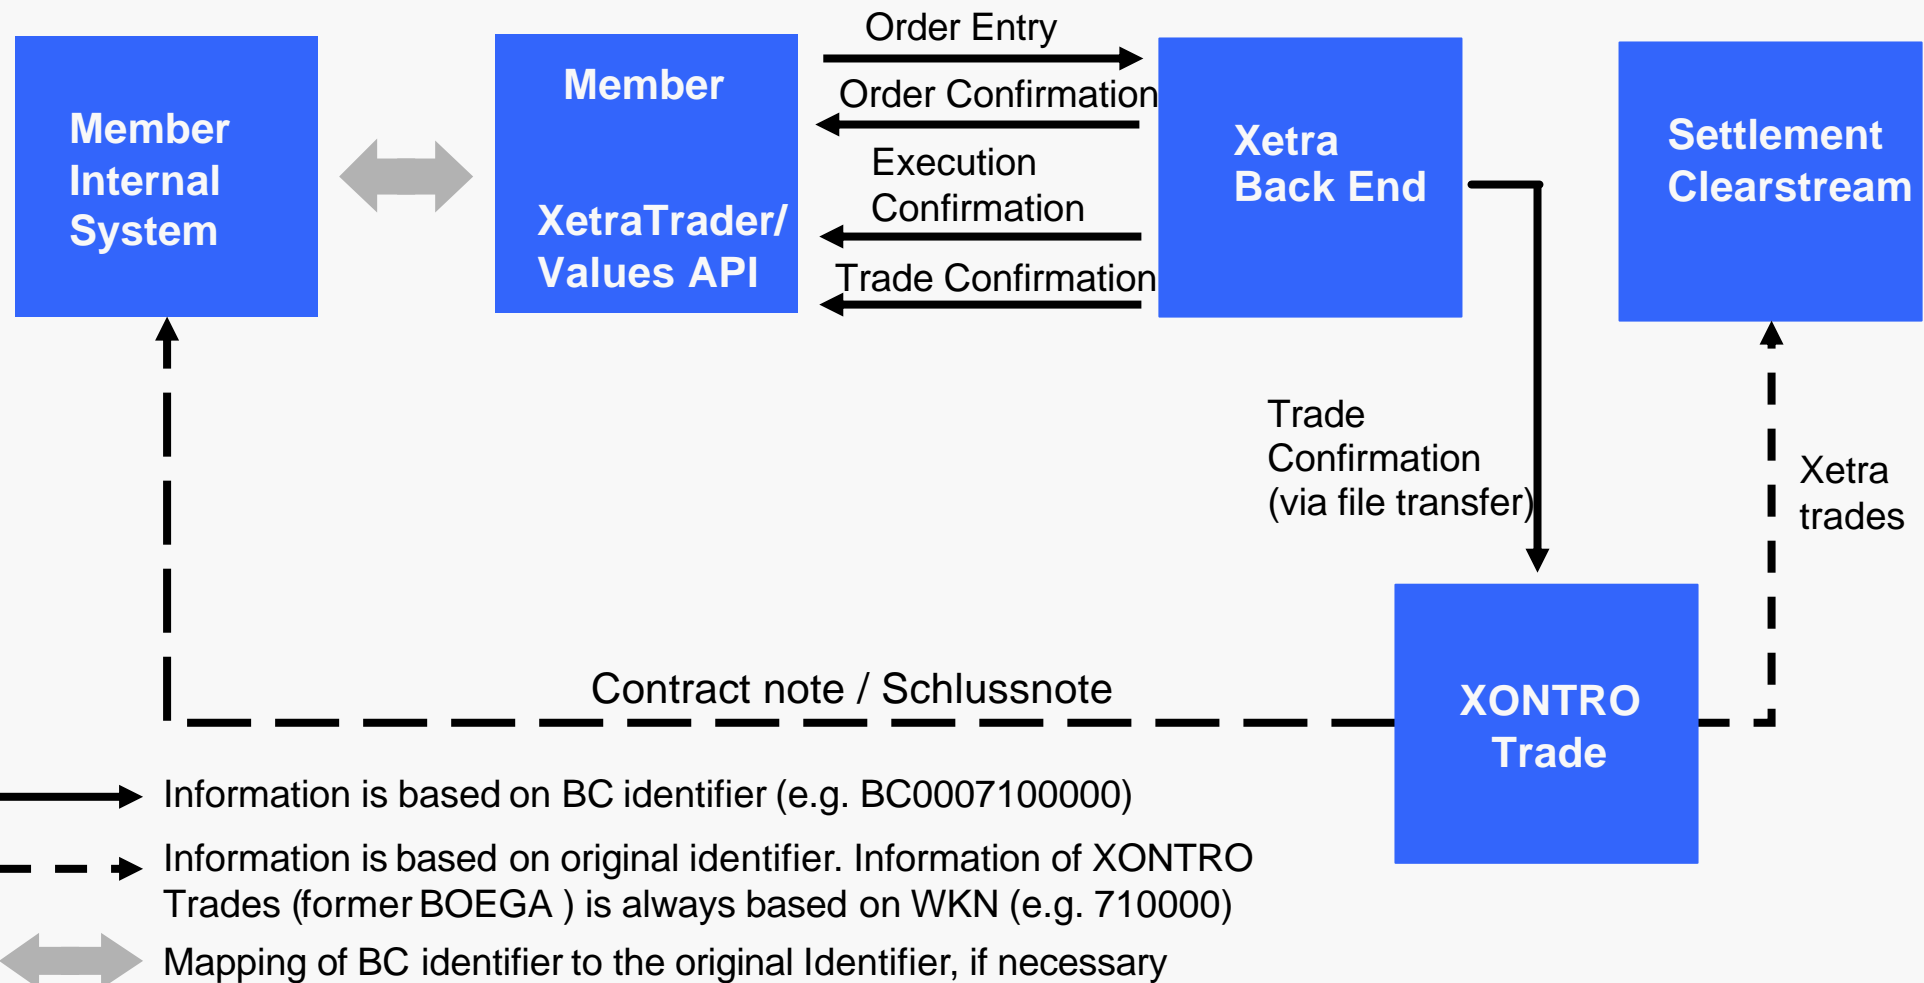 Order Entry
Member
Internal
System
Member
XetraTrader/
Values API
Order Confirmation
Execution
Confirmation
Trade Confirmation
Xetra
Back End
Settlement
Clearstream
Trade
Confirmation
(via file transfer)
Xetra
trades
Contract note / Schlussnote
XONTRO
Trade
Information is based on BC identifier (e.g. BC0007100000)
Information is based on original identifier. Information of XONTRO
Trades (former BOEGA ) is always based on WKN (e.g. 710000)
Mapping of BC identifier to the original Identifier, if necessary